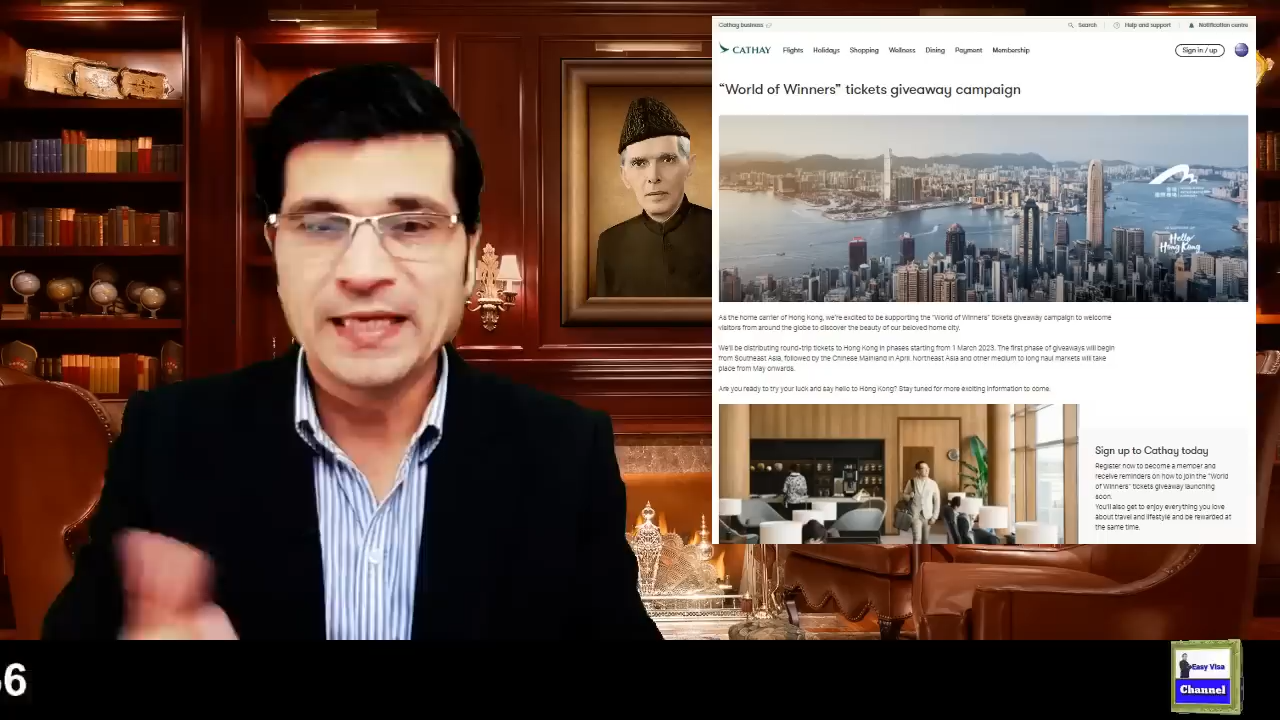 Cathay business
Search
Help and support
Notification centre
CATHAY
Flights
Holidays
Shopping
Wellness
Dining
Payment
Membership
Sign in / up
“World of Winners” tickets giveaway campaign
Hello
Hong Kong
As the home carrier of Hong Kong, we're excited to be supporting the “World of Winners” tickets giveaway campaign to welcome
visitors from around the globe to discover the beauty of our beloved home city.
We'll be distributing round-trip tickets to Hong Kong in phases starting from 1 March 2023. The first phase of giveaways will begin
from Southeast Asia, followed by the Chinese Mainland in April. Northeast Asia and other medium to long haul markets will take
place from May onwards.
Are you ready to try your luck and say hello to Hong Kong? Stay tuned for more exciting information to come.
Sign up to Cathay today
Register now to become a member and
receive reminders on how to join the “World
of Winners” tickets giveaway launching
soon.
You'll also get to enjoy everything you love
about travel and lifestyle and be rewarded at
the same time.
6
Easy Visa
Channel